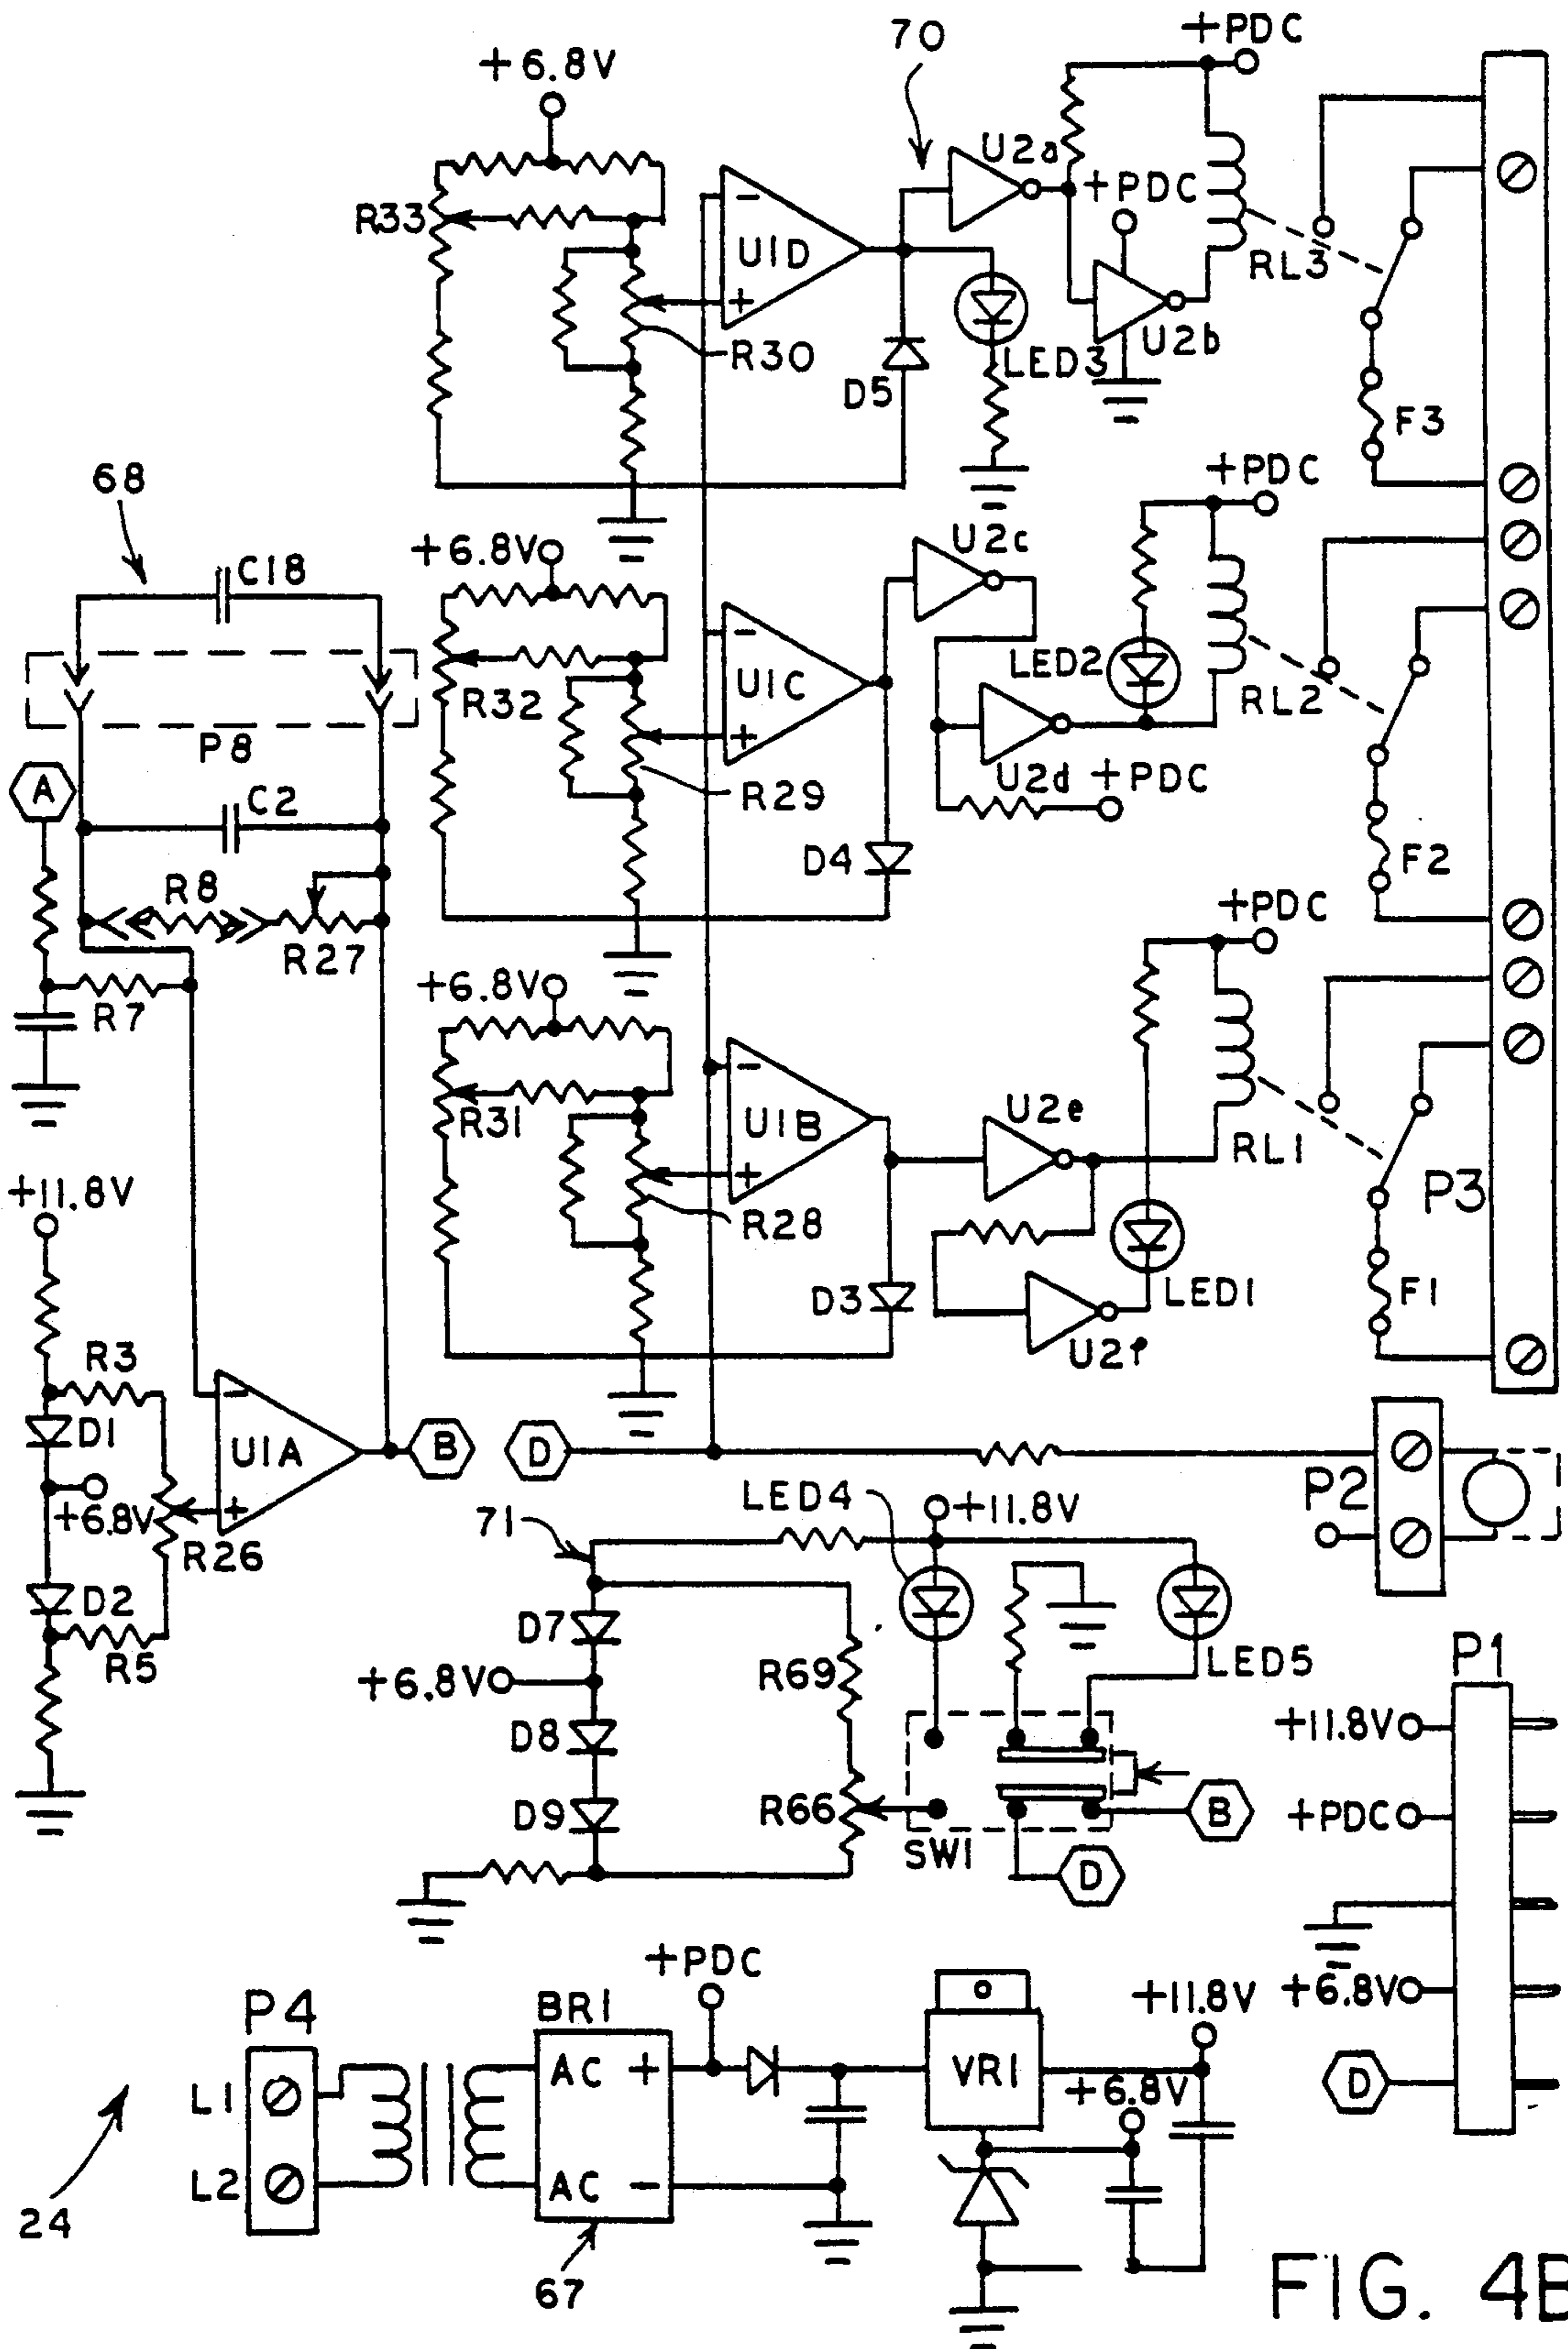 70
+PDC
+6.8V
U2a
+PDC
R33
-
U1D
+
RL3
R30
U2b
LED3
D5
F3
68
+PDC
+6.8V
U2c
C18
-
LED2
U1C
R32
RL2
+
P8
U2d
+PDC
A
R29
C2
D4
F2
R8
+PDC
R27
+6.8V
R7
-
U2e
R31
U1B
RL1
+
P3
+11.8V
R28
D3
LED1
F1
U2f
R3
-
D1
U1A
B
D
+
+6.8V
P2
LED4
+11.8V
71
R26
D2
D7
R5
LED5
P1
+6.8V
R69
+11.8V
D8
D9
R66
B
+PDC
SW1
D
+PDC
P4
BR1
+11.8V
+6.8V
AC +
VR1
L1
+6.8V
D
AC -
L2
24
67
FIG. 4B